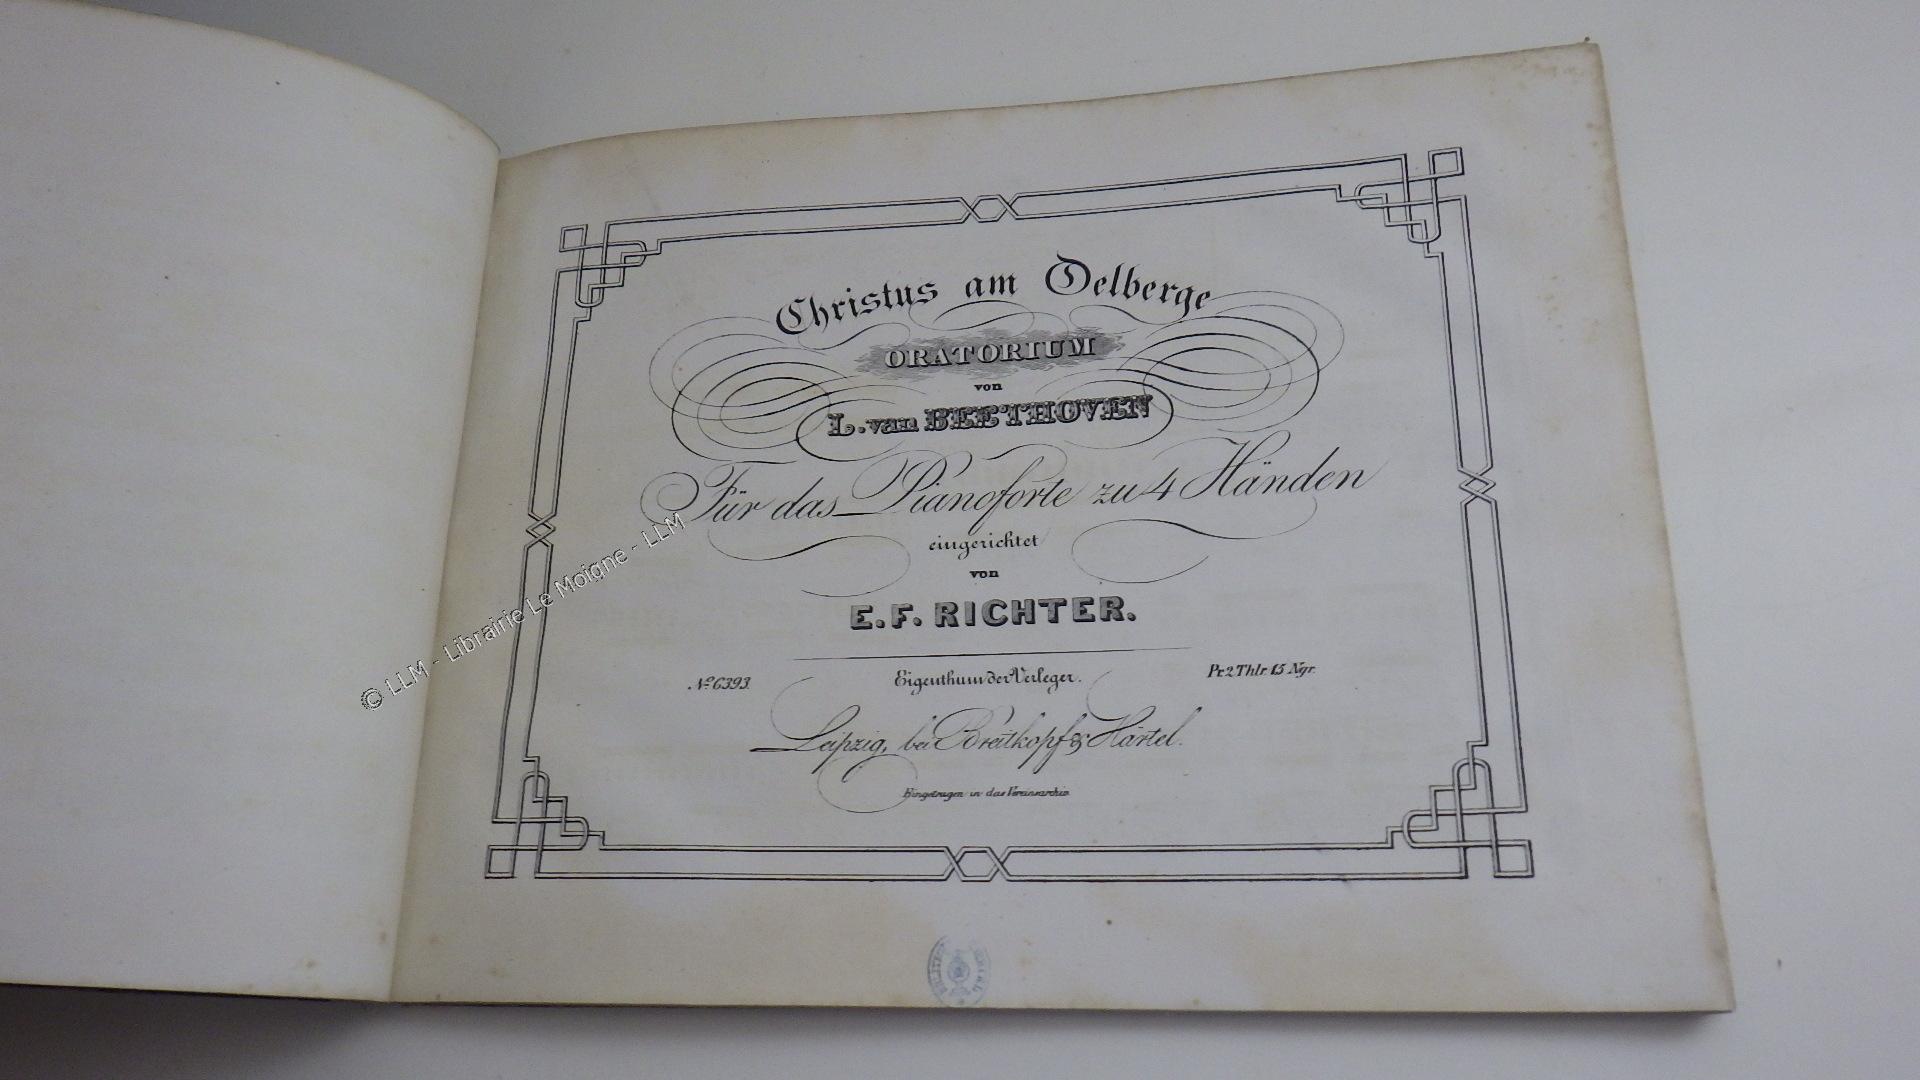 Christus am Oelberge
ORATORIUM
von
L. van BEETHOVEN
Für das Pianoforte zu 4 Händen
eingerichtet
von
E. F. RICHTER.
No. 6393.
Eigenthum der Verleger.
Pr. 2 Thlr. 15 Ngr.
Leipzig, bei Breitkopf & Härtel.
Eingetragen in das Vereinsarchiv.
© LLM - Librairie Le Moigne - LLM